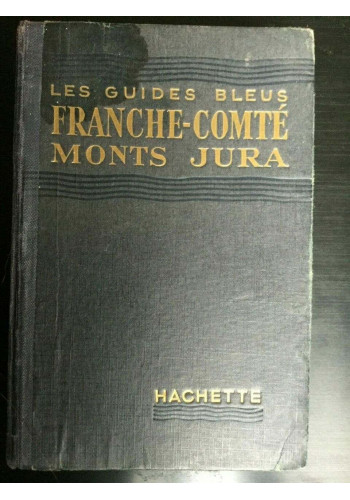 LES GUIDES BLEUS
FRANCHE-COMTÉ
MONTS JURA
HACHETTE